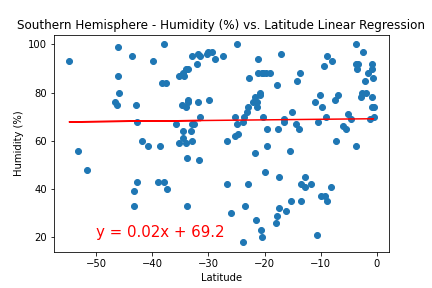 Southern Hemisphere - Humidity (%) vs. Latitude Linear Regression
100
80
60
40
20
Humidity (%)
y = 0.02x + 69.2
−50 −40 −30 −20 −10 0
Latitude